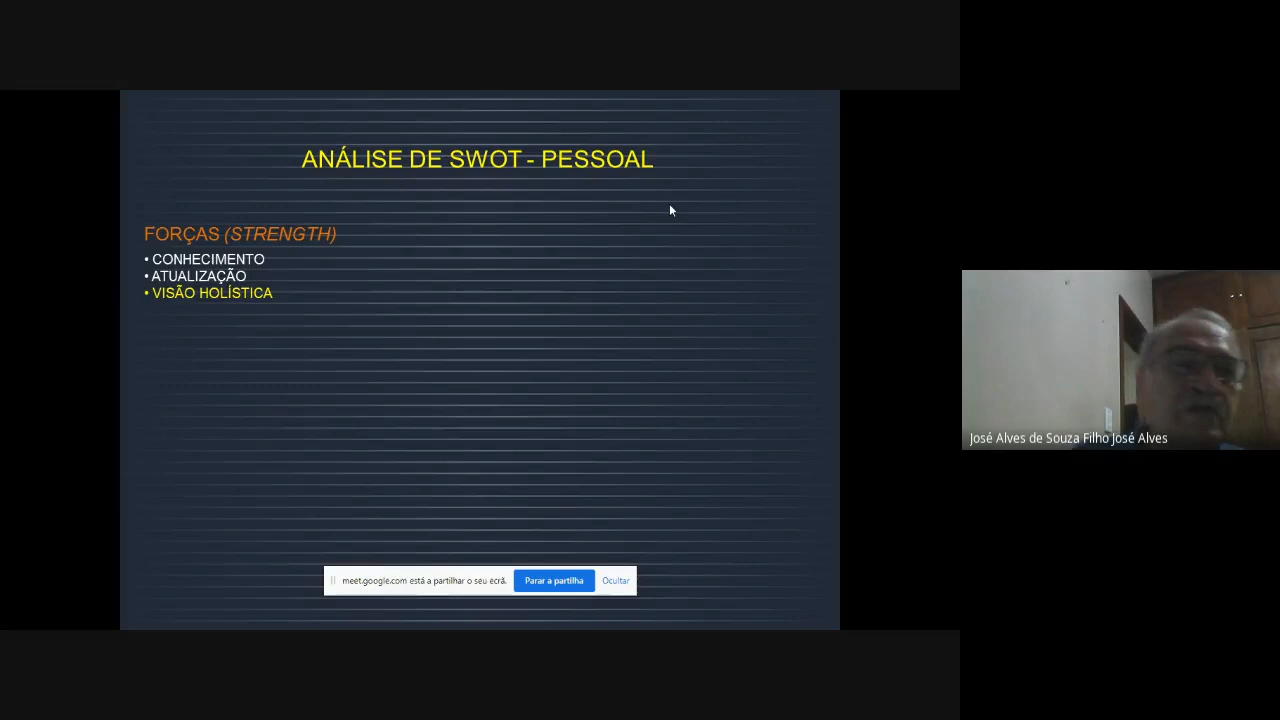 ANÁLISE DE SWOT - PESSOAL
FORÇAS (STRENGTH)
• CONHECIMENTO
• ATUALIZAÇÃO
• VISÃO HOLÍSTICA
José Alves de Souza Filho José Alves
meet.google.com está a partilhar o seu ecrã. Parar a partilha Ocultar